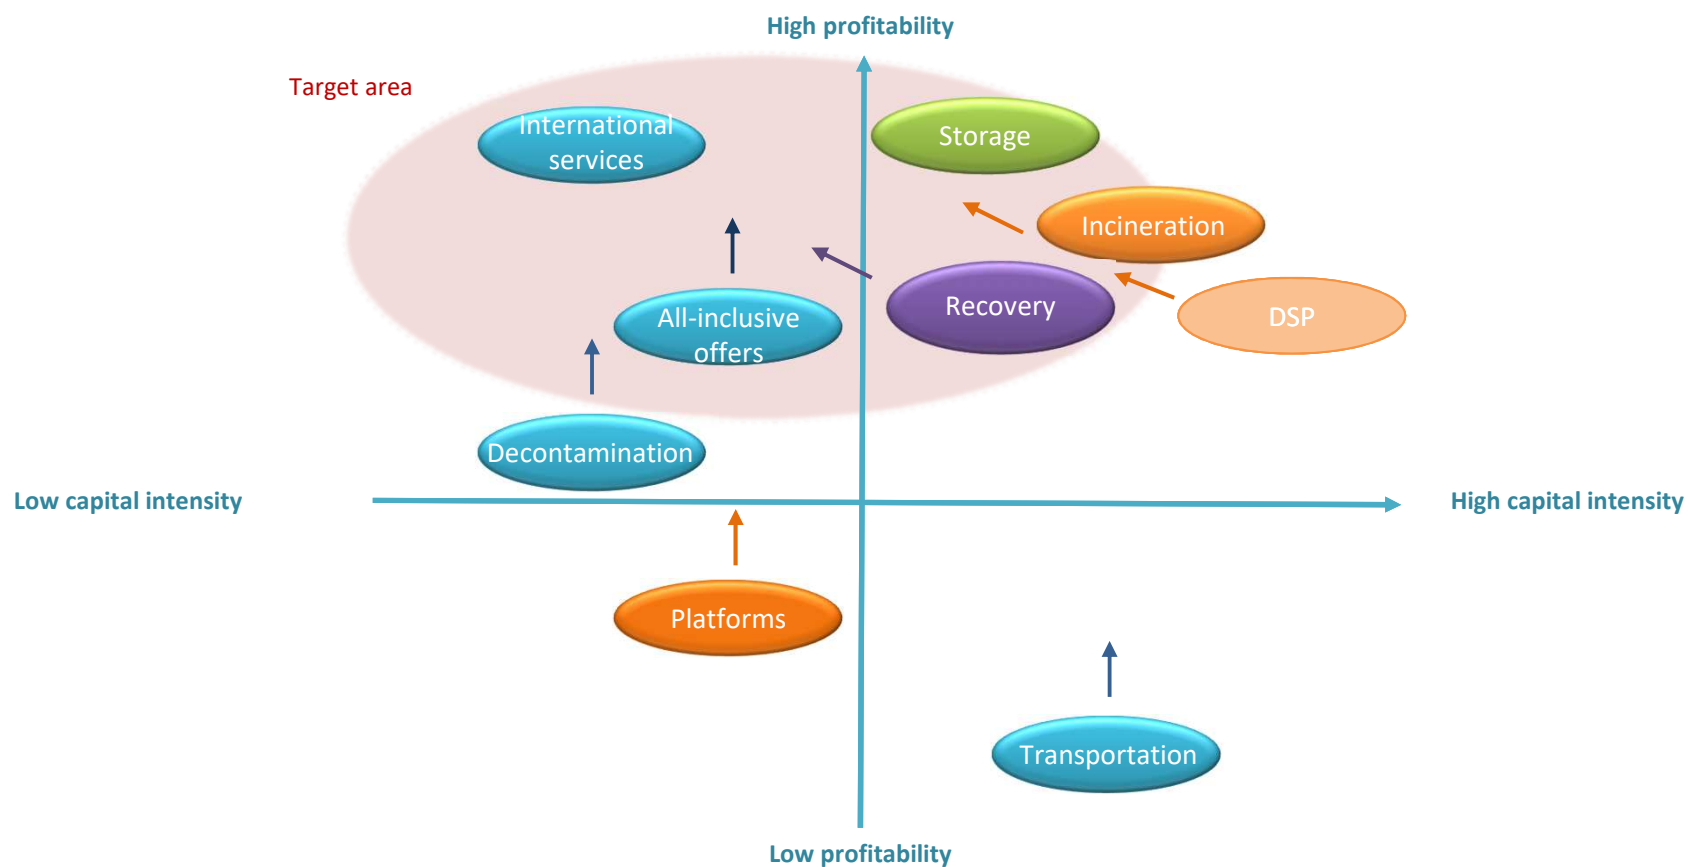 High profitability
Target area
International
services
Storage
Incineration
All-inclusive
offers
Recovery
DSP
Decontamination
Low capital intensity
High capital intensity
Platforms
Transportation
Low profitability